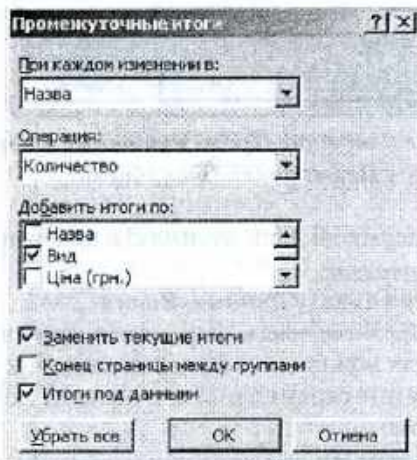 Промежуточные итоги
При каждом изменении в:
Назва
Операция:
Количество
Добавить итоги по:
Назва
Вид
Ціна (грн.)
Заменить текущие итоги
Конец страницы между группами
Итоги под данными
Убрать все
ОК
Отмена